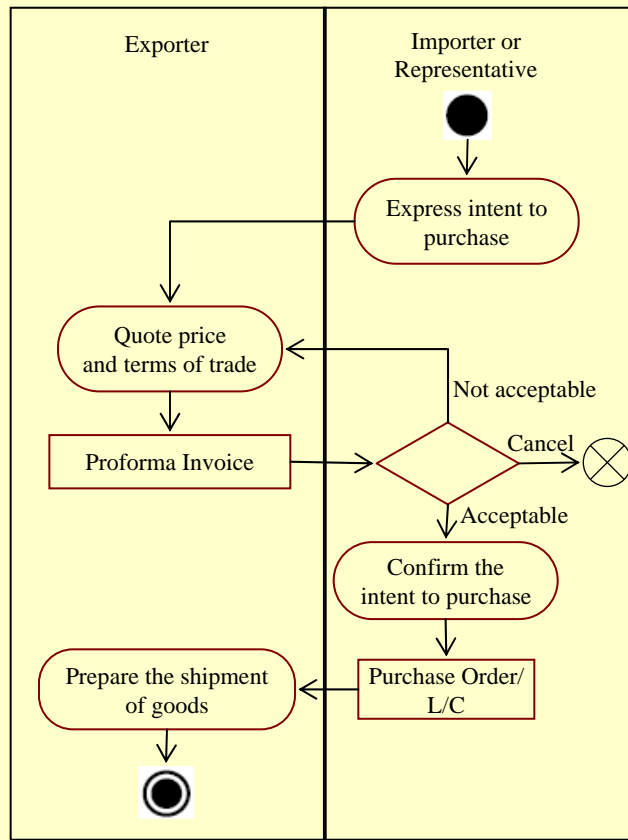 Exporter
Importer or
Representative
Express intent to
purchase
Quote price
and terms of trade
Not acceptable
Proforma Invoice
Cancel
Acceptable
Confirm the
intent to purchase
Prepare the shipment
of goods
Purchase Order/
L/C